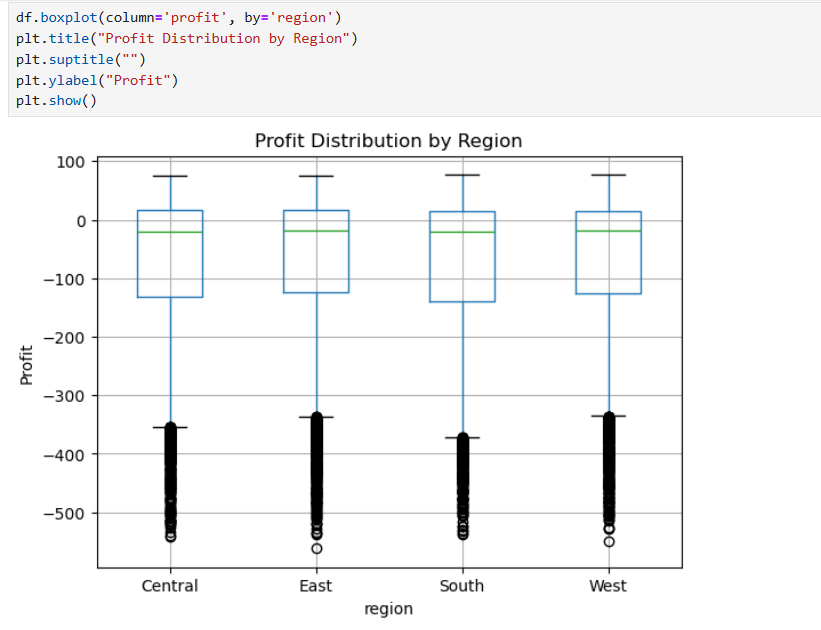 df.boxplot(column='profit', by='region')
plt.title("Profit Distribution by Region")
plt.suptitle("")
plt.ylabel("Profit")
plt.show()
Profit Distribution by Region
100
0
−100
−200
−300
−400
−500
Profit
Central East South West
region